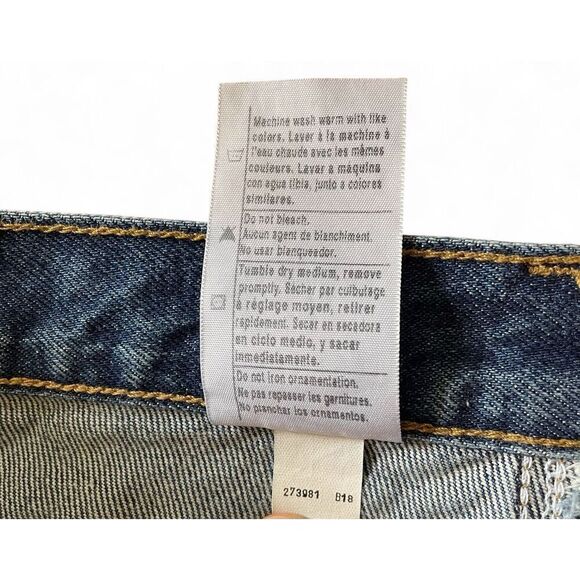 Machine wash warm with like
colors. Laver à la machine à
l'eau chaude avec les mêmes
couleurs. Lavar a maquina
con agua tibia, junto a colores
similares.
Do not bleach.
Aucun agent de blanchiment.
No usar blanqueador.
Tumble dry medium, remove
promptly. Sécher par culbutage
à réglage moyen, retirer
rapidement. Secar en secadora
en ciclo medio, y sacar
inmediatamente.
Do not iron ornamentation.
Ne pas repasser les garnitures.
No planchar los ornamentos.
273981 B18